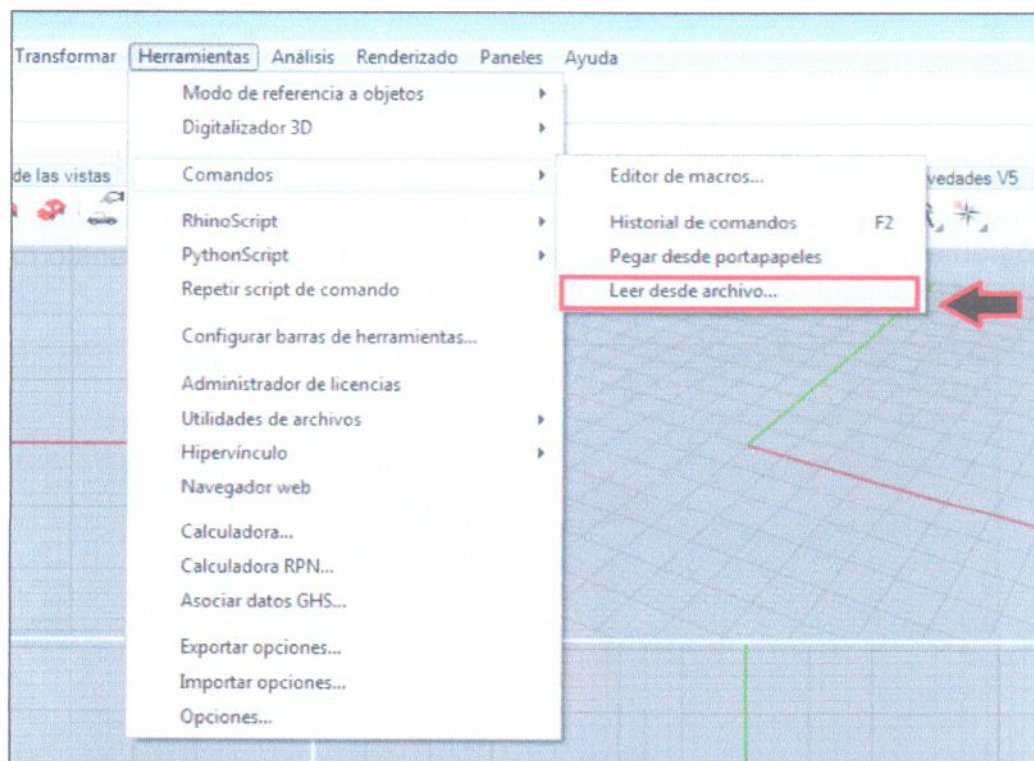 Transformar Herramientas Análisis Renderizado Paneles Ayuda
Modo de referencia a objetos
Digitalizador 3D
de las vistas
Comandos
Editor de macros...
vedades V5
RhinoScript
Historial de comandos F2
PythonScript
Pegar desde portapapeles
Repetir script de comando
Leer desde archivo...
Configurar barras de herramientas...
Administrador de licencias
Utilidades de archivos
Hipervínculo
Navegador web
Calculadora...
Calculadora RPN...
Asociar datos GHS...
Exportar opciones...
Importar opciones...
Opciones...